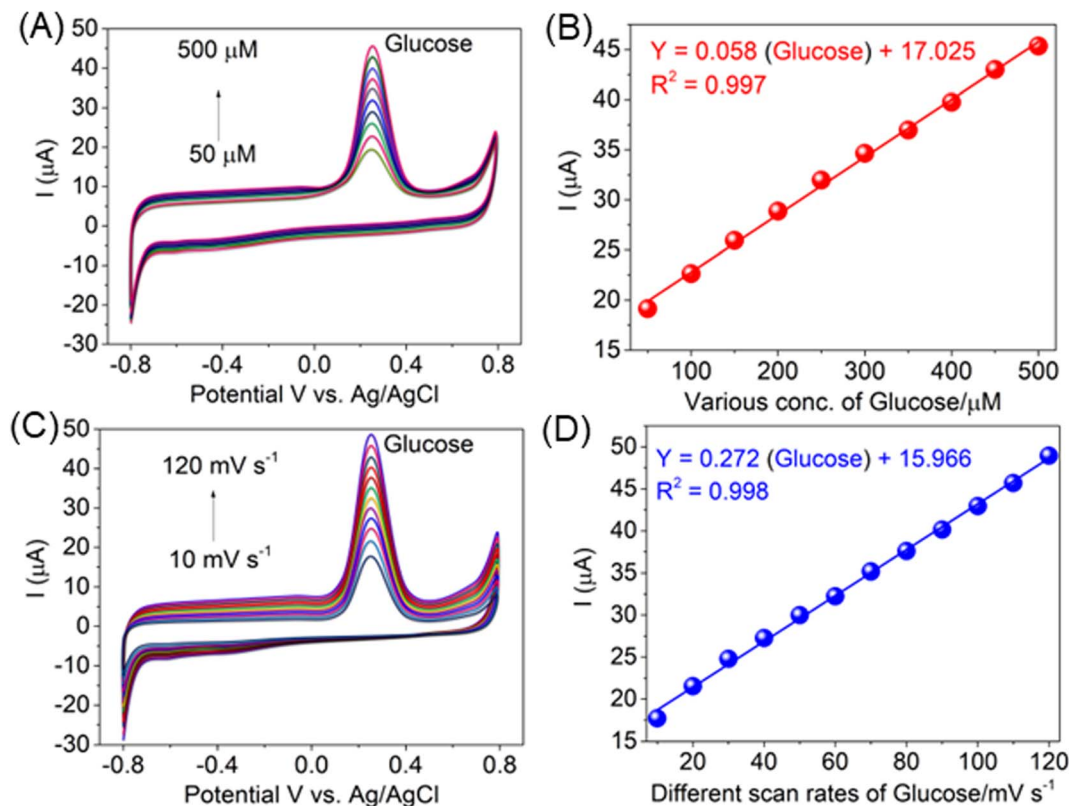 (A)
50
40
30
20
10
0
-10
-20
-30
I (µA)
500 µM
50 µM
Glucose
-0.8 -0.4 0.0 0.4 0.8
Potential V vs. Ag/AgCl
(B)
45
40
35
30
25
20
15
I (µA)
Y = 0.058 (Glucose) + 17.025
R² = 0.997
100 200 300 400 500
Various conc. of Glucose/µM
(C)
50
40
30
20
10
0
-10
-20
-30
I (µA)
120 mV s⁻¹
10 mV s⁻¹
Glucose
-0.8 -0.4 0.0 0.4 0.8
Potential V vs. Ag/AgCl
(D)
50
45
40
35
30
25
20
15
I (µA)
Y = 0.272 (Glucose) + 15.966
R² = 0.998
20 40 60 80 100 120
Different scan rates of Glucose/mV s⁻¹